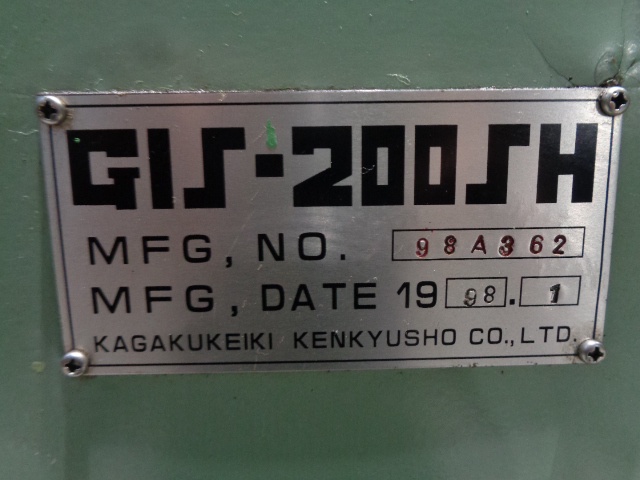 GIS-200SH
MFG, NO. 98A362
MFG, DATE 19 98 . 1
KAGAKUKEIKI KENKYUSHO CO., LTD.